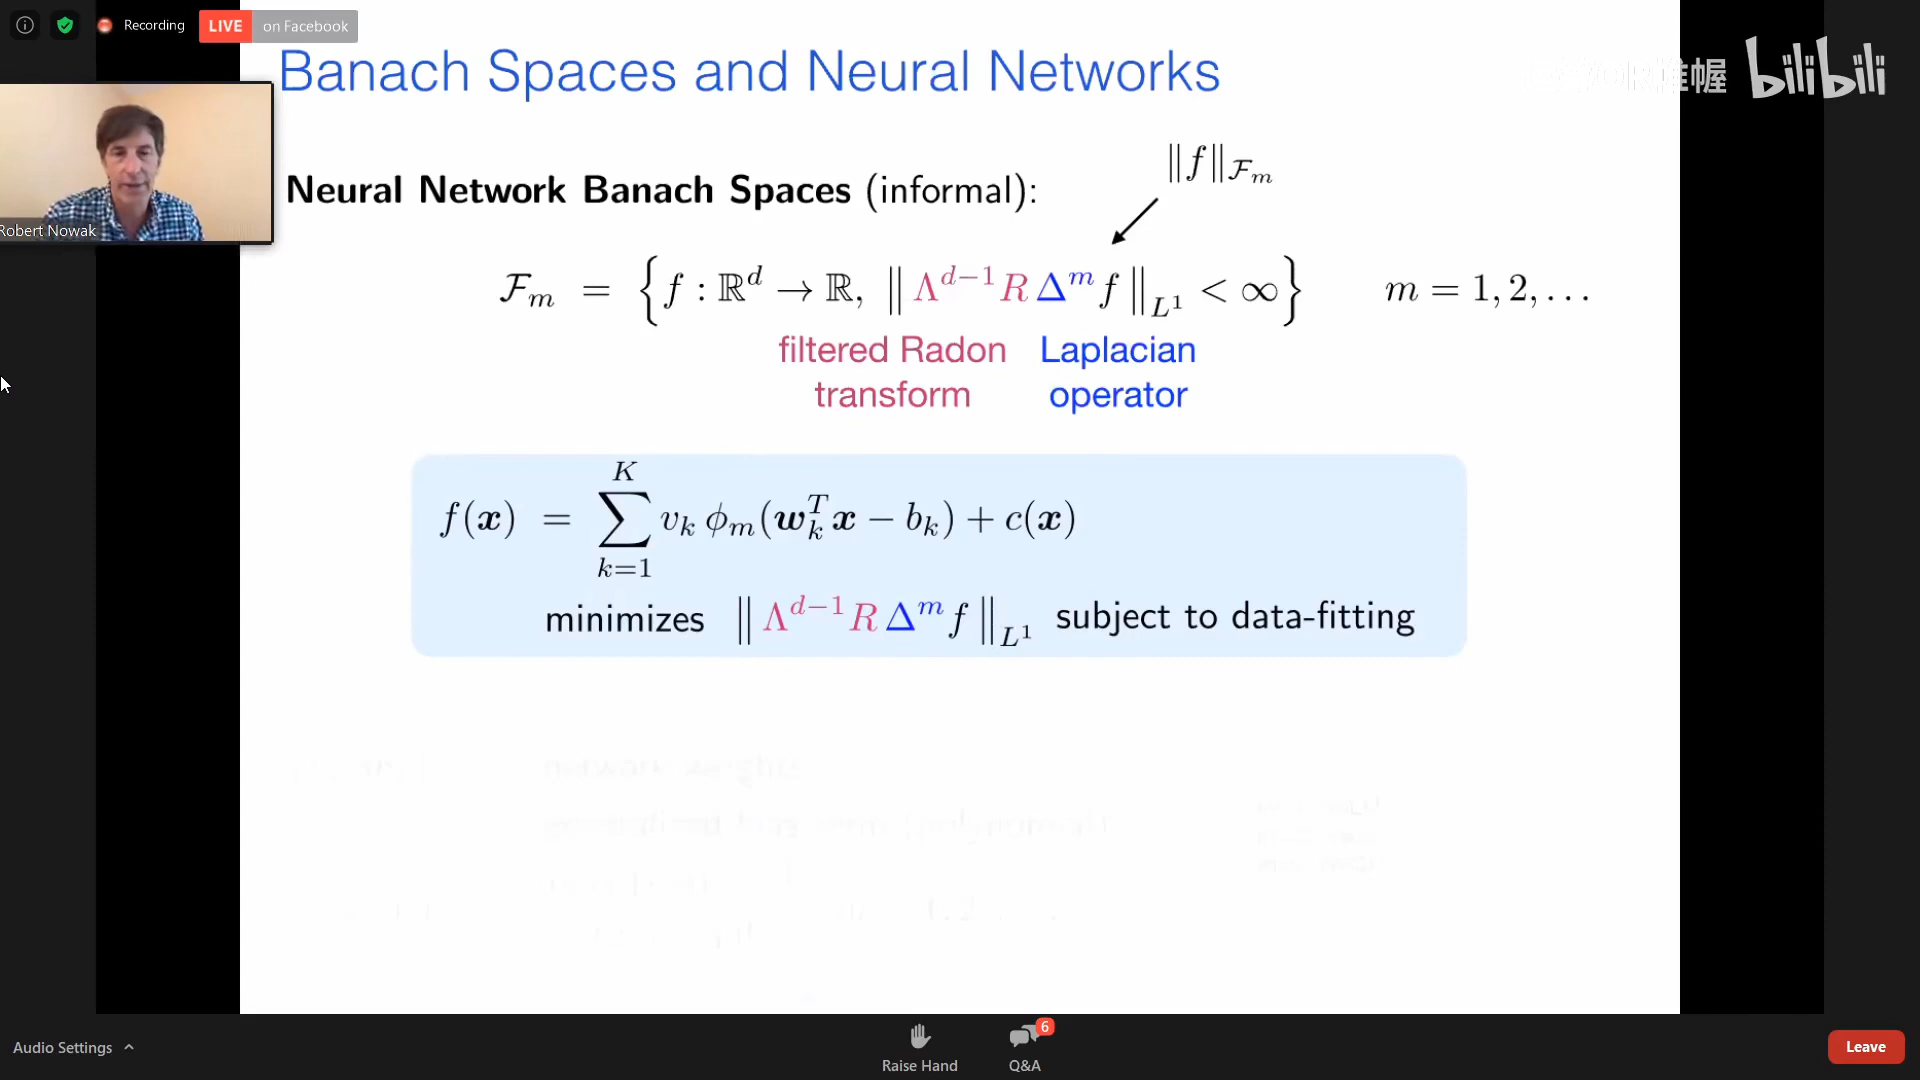 Recording
LIVE on Facebook
Banach Spaces and Neural Networks
bilibili
Robert Nowak
Neural Network Banach Spaces (informal):
‖f‖_{ℱ_m}
ℱ_m = { f : ℝ^d → ℝ, ‖ Λ^{d−1} R Δ^m f ‖_{L^1} < ∞ } m = 1, 2, . . .
filtered Radon transform
Laplacian operator
f(x) = ∑_{k=1}^{K} v_k ϕ_m(w_k^T x − b_k) + c(x)
minimizes ‖ Λ^{d−1} R Δ^m f ‖_{L^1} subject to data-fitting
network weights
Audio Settings
Raise Hand
6
Q&A
Leave